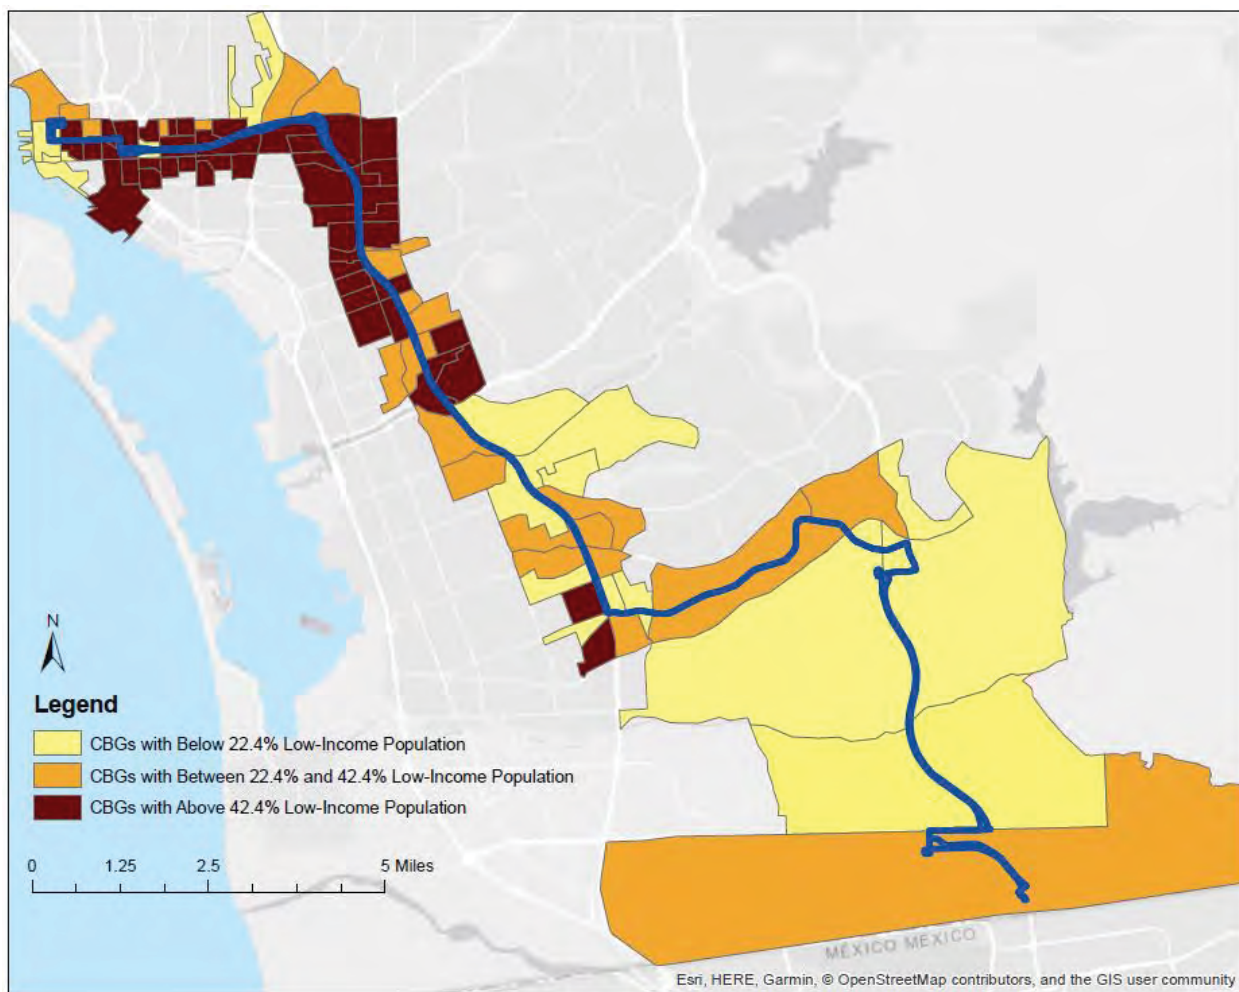 N
Legend
CBGs with Below 22.4% Low-Income Population
CBGs with Between 22.4% and 42.4% Low-Income Population
CBGs with Above 42.4% Low-Income Population
0 1.25 2.5 5 Miles
MÉXICO MÉXICO
Esri, HERE, Garmin, © OpenStreetMap contributors, and the GIS user community